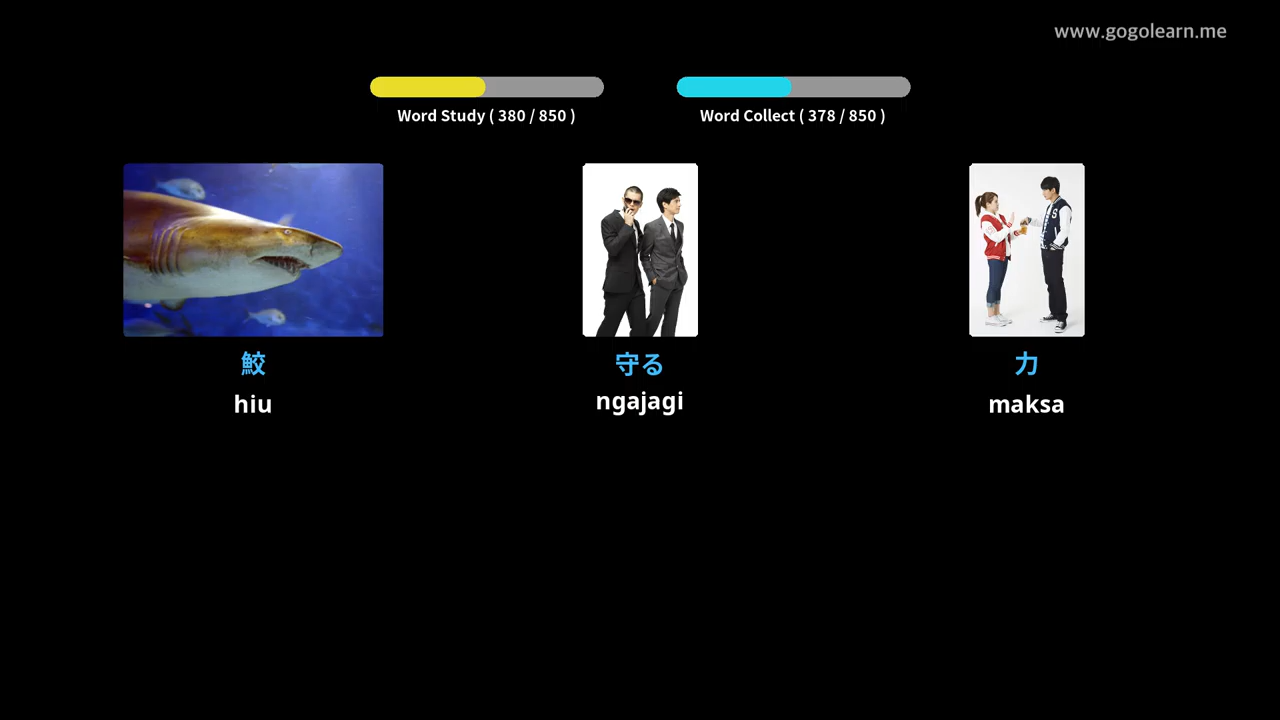 www.gogolearn.me
Word Study ( 380 / 850 )
Word Collect ( 378 / 850 )
鮫
守る
力
hiu
ngajagi
maksa